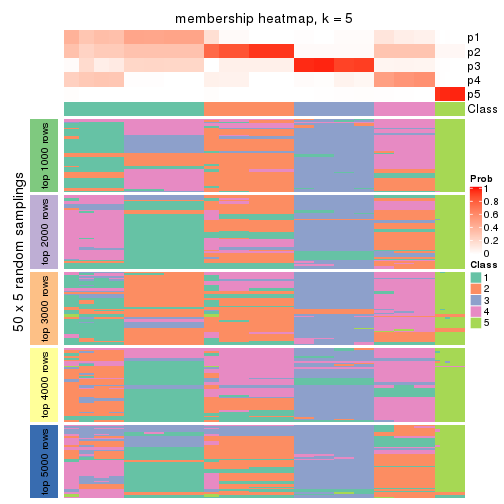 membership heatmap, k = 5
p1
p2
p3
p4
p5
Class
50 x 5 random samplings
top 1000 rows
top 2000 rows
top 3000 rows
top 4000 rows
top 5000 rows
Prob
1
0.8
0.6
0.4
0.2
0
Class
1
2
3
4
5